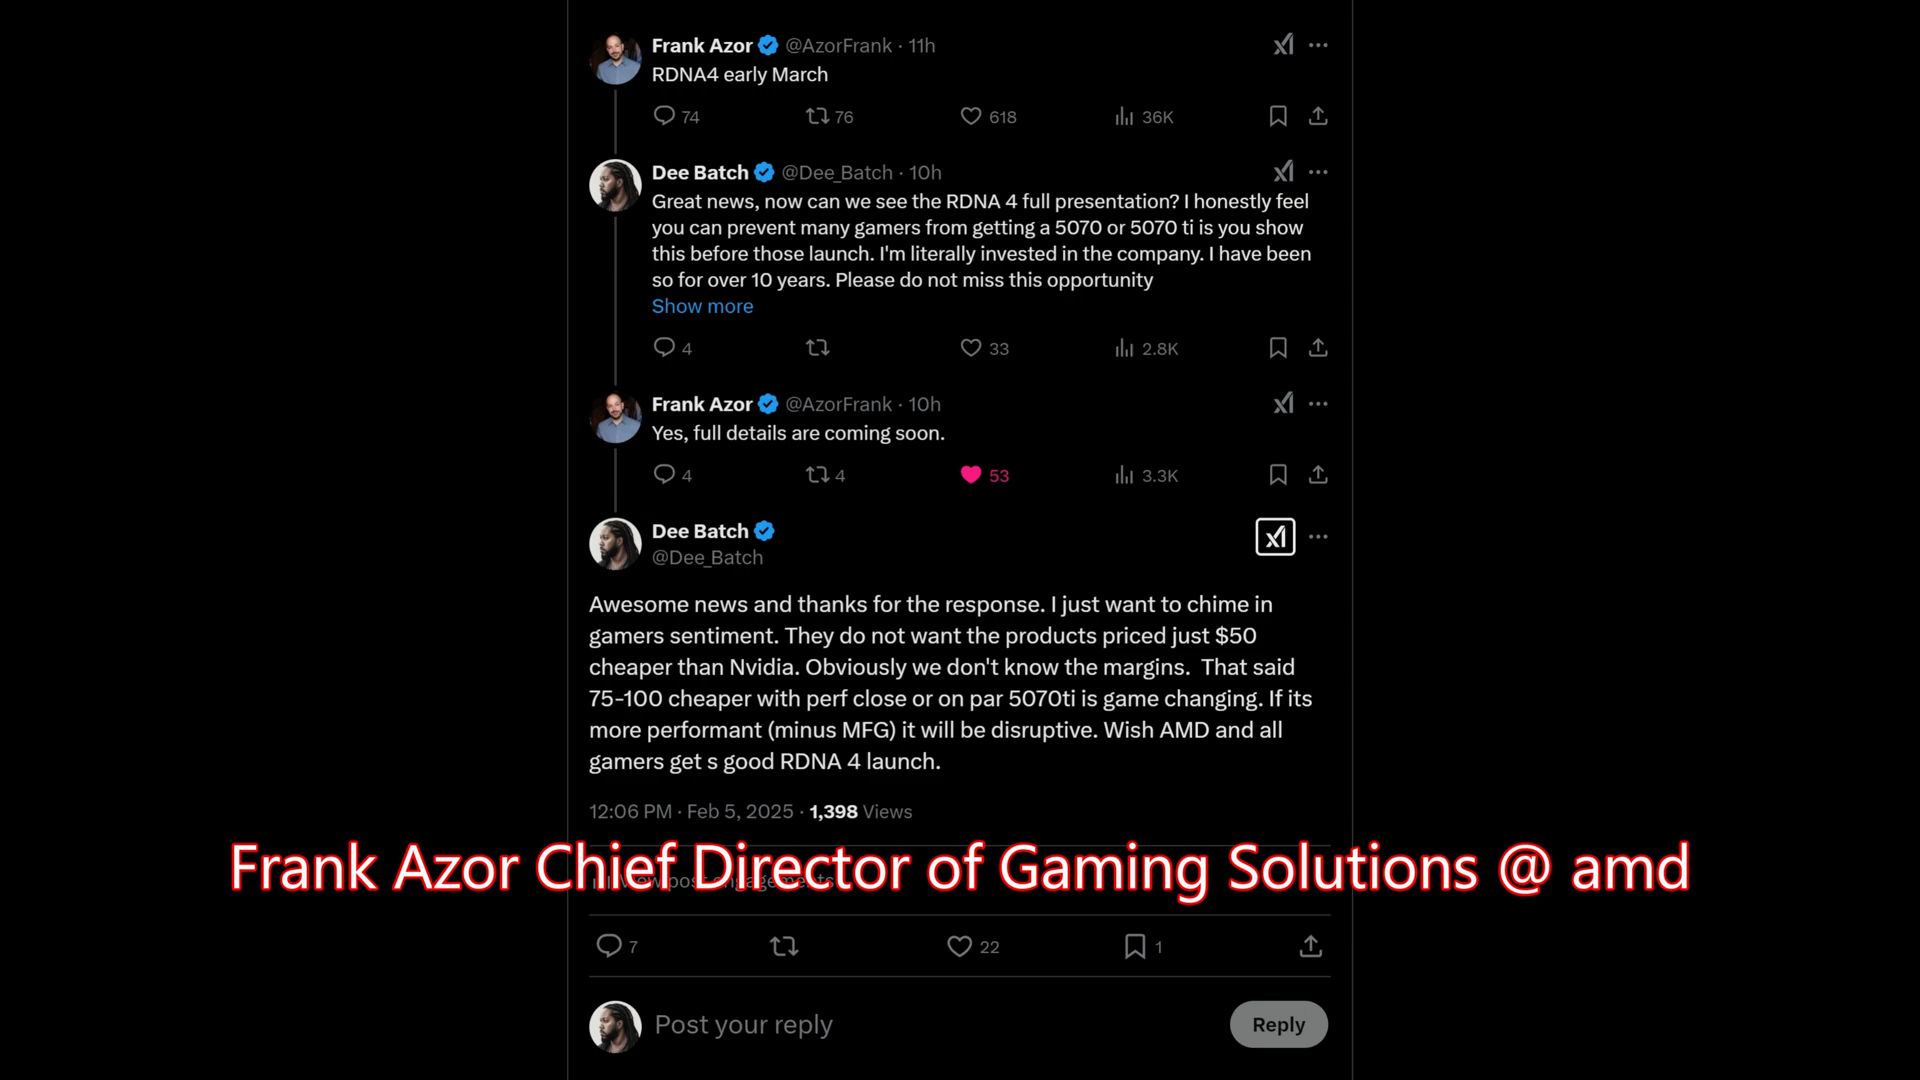 Frank Azor @AzorFrank · 11h
RDNA4 early March
74 76 618 36K
Dee Batch @Dee_Batch · 10h
Great news, now can we see the RDNA 4 full presentation? I honestly feel
you can prevent many gamers from getting a 5070 or 5070 ti is you show
this before those launch. I'm literally invested in the company. I have been
so for over 10 years. Please do not miss this opportunity
Show more
4 33 2.8K
Frank Azor @AzorFrank · 10h
Yes, full details are coming soon.
4 4 53 3.3K
Dee Batch
@Dee_Batch
Awesome news and thanks for the response. I just want to chime in
gamers sentiment. They do not want the products priced just $50
cheaper than Nvidia. Obviously we don't know the margins.  That said
75-100 cheaper with perf close or on par 5070ti is game changing. If its
more performant (minus MFG) it will be disruptive. Wish AMD and all
gamers get s good RDNA 4 launch.
12:06 PM · Feb 5, 2025 · 1,398 Views
Frank Azor Chief Director of Gaming Solutions @ amd
View post engagements
7 22 1
Post your reply
Reply